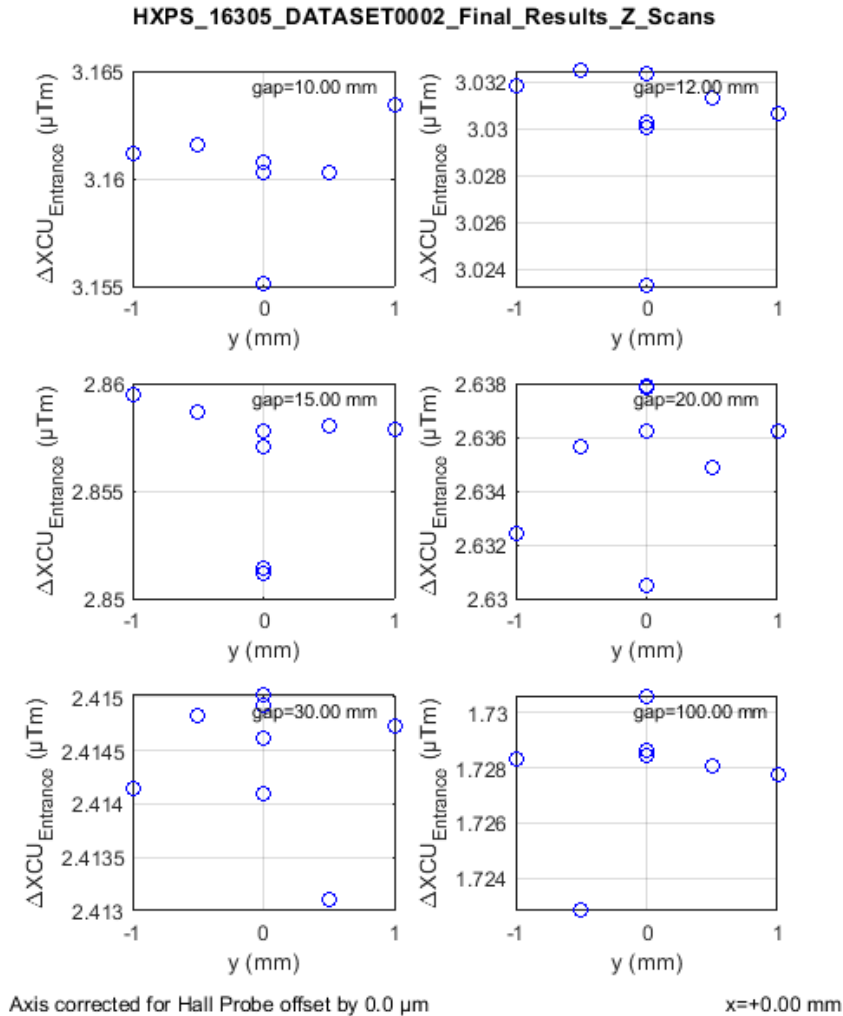 HXPS_16305_DATASET0002_Final_Results_Z_Scans
3.165
3.16
3.155
ΔXCU_Entrance (μTm)
gap=10.00 mm
-1 0 1
y (mm)
3.032
3.03
3.028
3.026
3.024
ΔXCU_Entrance (μTm)
gap=12.00 mm
-1 0 1
y (mm)
2.86
2.855
2.85
ΔXCU_Entrance (μTm)
gap=15.00 mm
-1 0 1
y (mm)
2.638
2.636
2.634
2.632
2.63
ΔXCU_Entrance (μTm)
gap=20.00 mm
-1 0 1
y (mm)
2.415
2.4145
2.414
2.4135
2.413
ΔXCU_Entrance (μTm)
gap=30.00 mm
-1 0 1
y (mm)
1.73
1.728
1.726
1.724
ΔXCU_Entrance (μTm)
gap=100.00 mm
-1 0 1
y (mm)
Axis corrected for Hall Probe offset by 0.0 μm
x=+0.00 mm